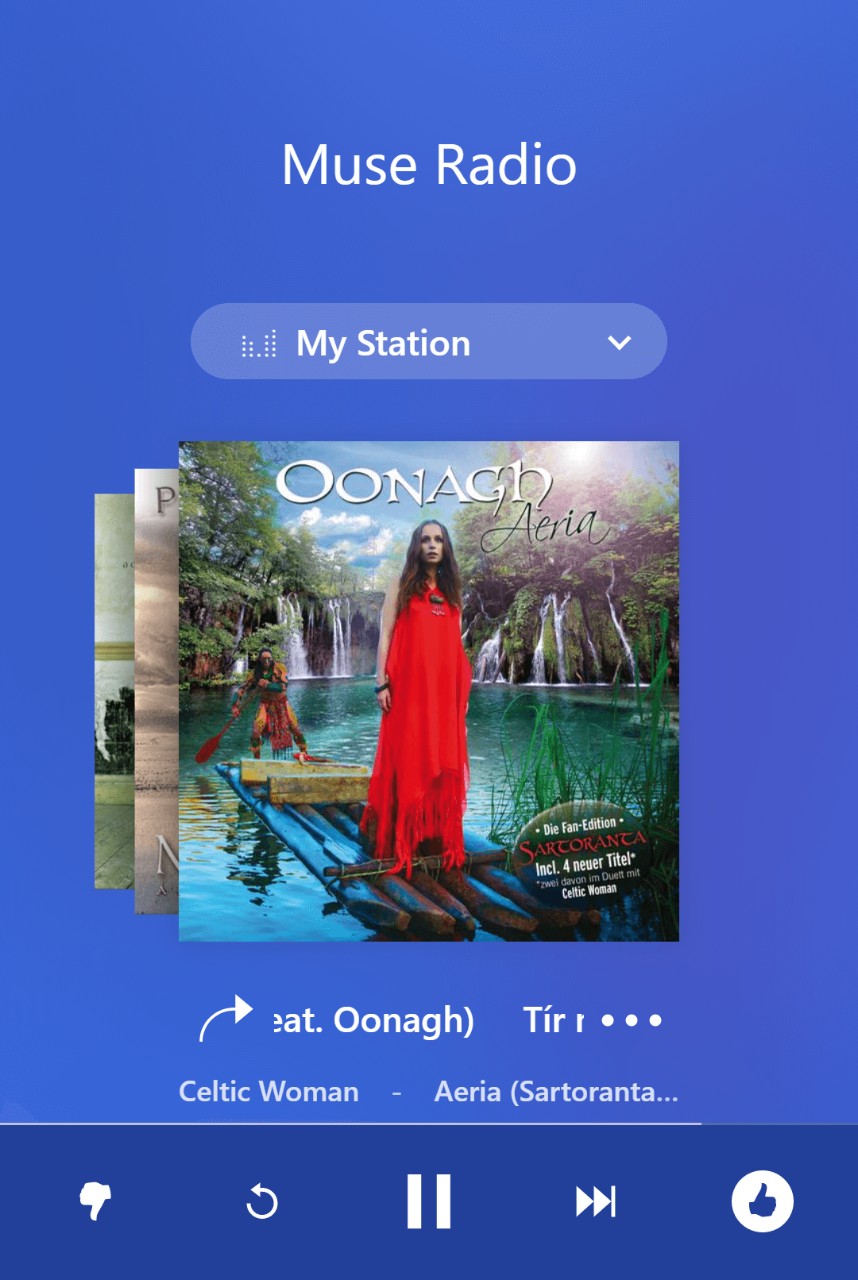 Muse Radio
My Station
OONAGH
Aeria
• Die Fan-Edition •
SARTORANTA
Incl. 4 neuer Titel*
*zwei davon im Duett mit
Celtic Woman
eat. Oonagh) Tír
Celtic Woman - Aeria (Sartoranta...